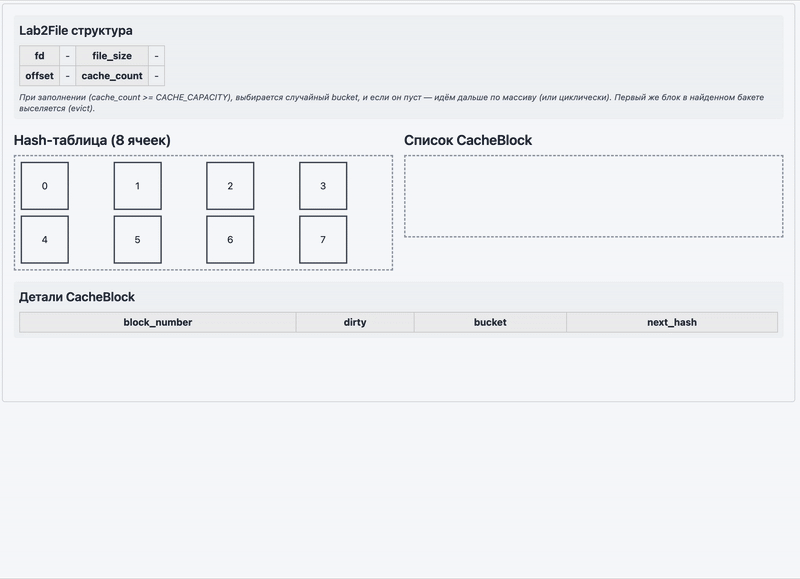 Lab2File структура
fd - file_size -
offset - cache_count -
При заполнении (cache_count >= CACHE_CAPACITY), выбирается случайный bucket, и если он пуст — идём дальше по массиву (или циклически). Первый же блок в найденном бакете
выселяется (evict).
Hash-таблица (8 ячеек)
0 1 2 3
4 5 6 7
Список CacheBlock
Детали CacheBlock
block_number dirty bucket next_hash